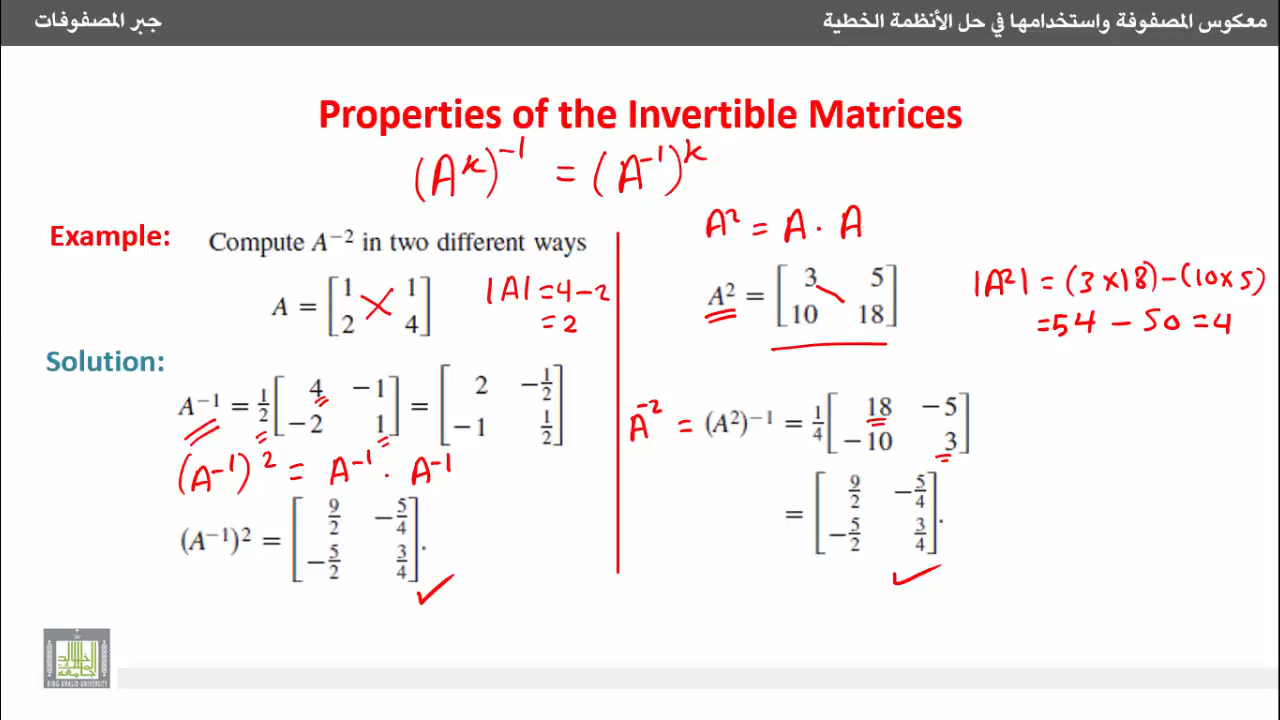 معكوس المصفوفة واستخدامها في حل الأنظمة الخطية
جبر المصفوفات
Properties of the Invertible Matrices
(A^k)^−1 = (A^−1)^k
Example:
Compute A^−2 in two different ways
A = [1 1; 2 4]
|A| = 4 − 2
= 2
Solution:
A^−1 = 1/2 [4 −1; −2 1] = [2 −1/2; −1 1/2]
(A^−1)^2 = A^−1 · A^−1
(A^−1)^2 = [9/2 −5/4; −5/2 3/4].
A^2 = A · A
A^2 = [3 5; 10 18]
|A^2| = (3×18) − (10×5)
= 54 − 50 = 4
A^−2 = (A^2)^−1 = 1/4 [18 −5; −10 3]
= [9/2 −5/4; −5/2 3/4].
KING KHALID UNIVERSITY